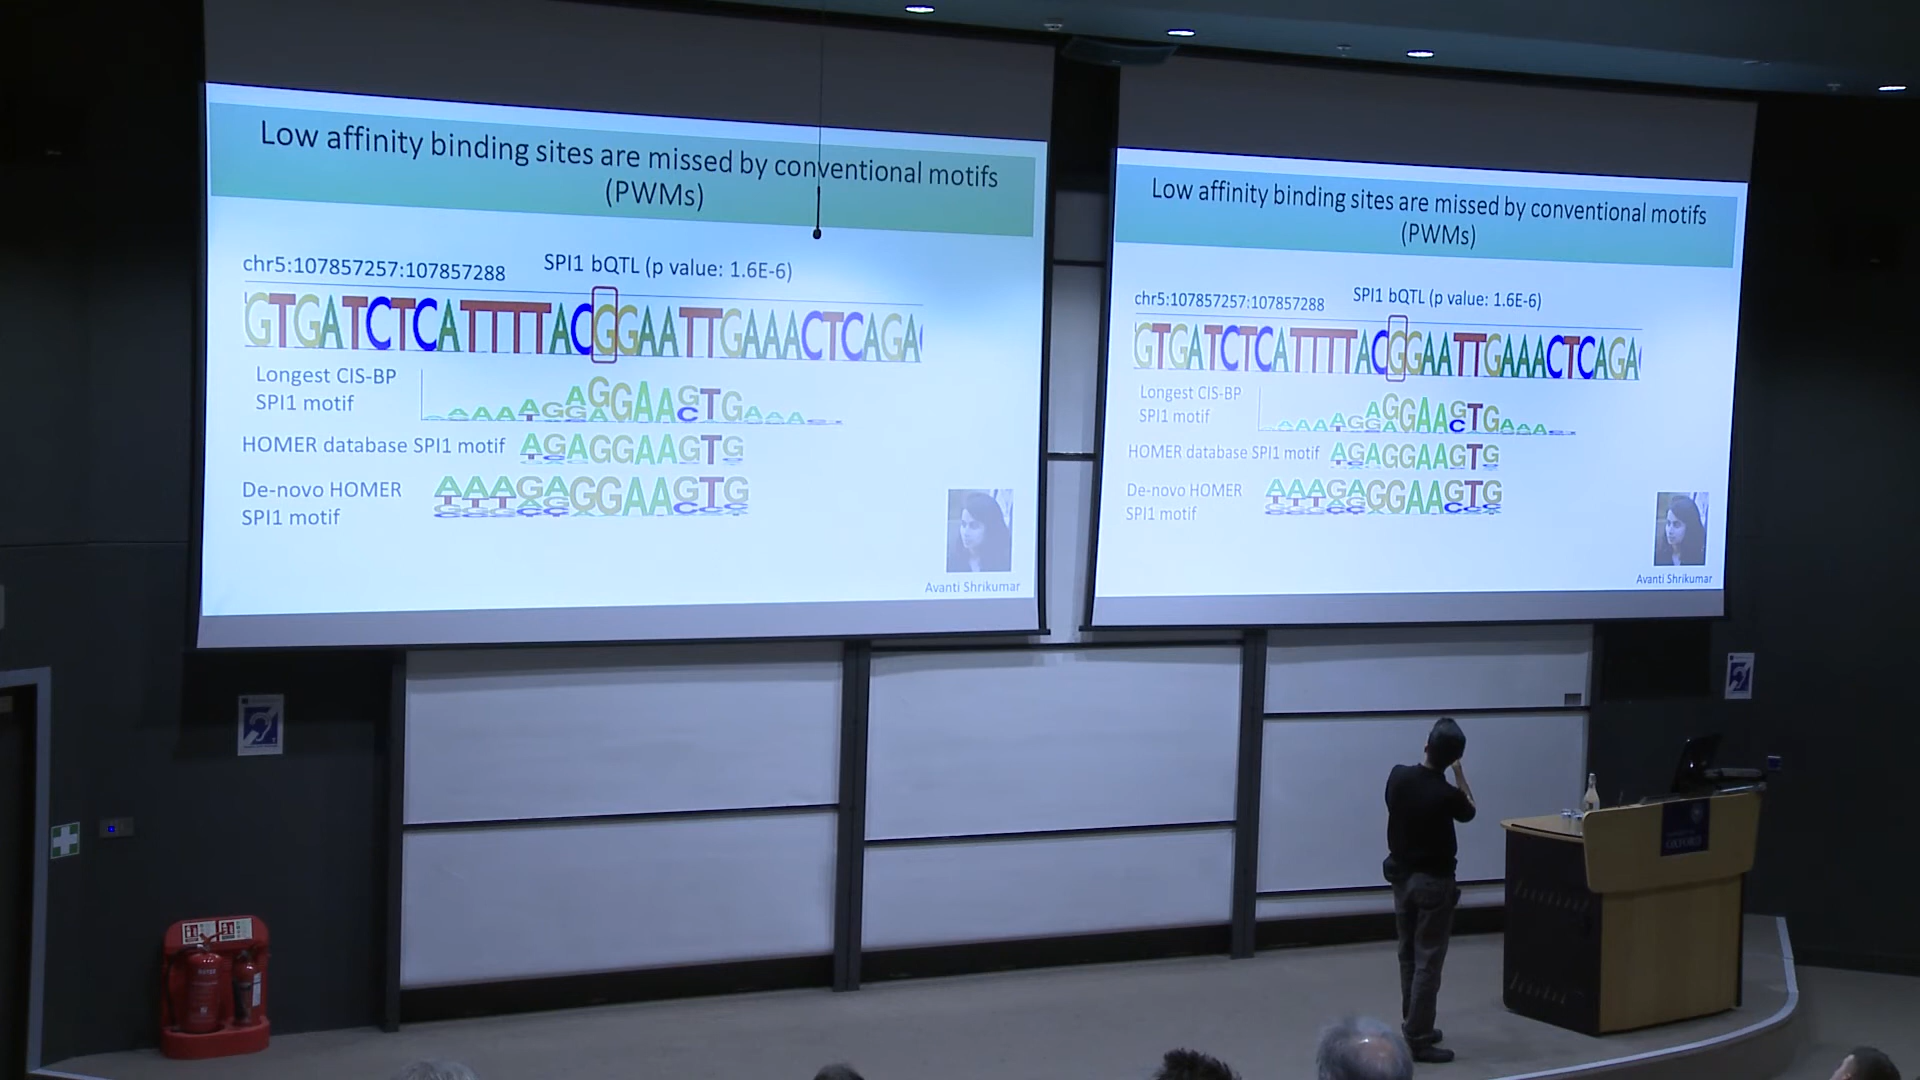 Low affinity binding sites are missed by conventional motifs
(PWMs)
chr5:107857257:107857288 SPI1 bQTL (p value: 1.6E-6)
GTGATCTCATTTTACGGAATTGAAACTCAGA
Longest CIS-BP
SPI1 motif
HOMER database SPI1 motif
De-novo HOMER
SPI1 motif
Avanti Shrikumar
Low affinity binding sites are missed by conventional motifs
(PWMs)
chr5:107857257:107857288 SPI1 bQTL (p value: 1.6E-6)
GTGATCTCATTTTACGGAATTGAAACTCAGA
Longest CIS-BP
SPI1 motif
HOMER database SPI1 motif
De-novo HOMER
SPI1 motif
Avanti Shrikumar
OXFORD